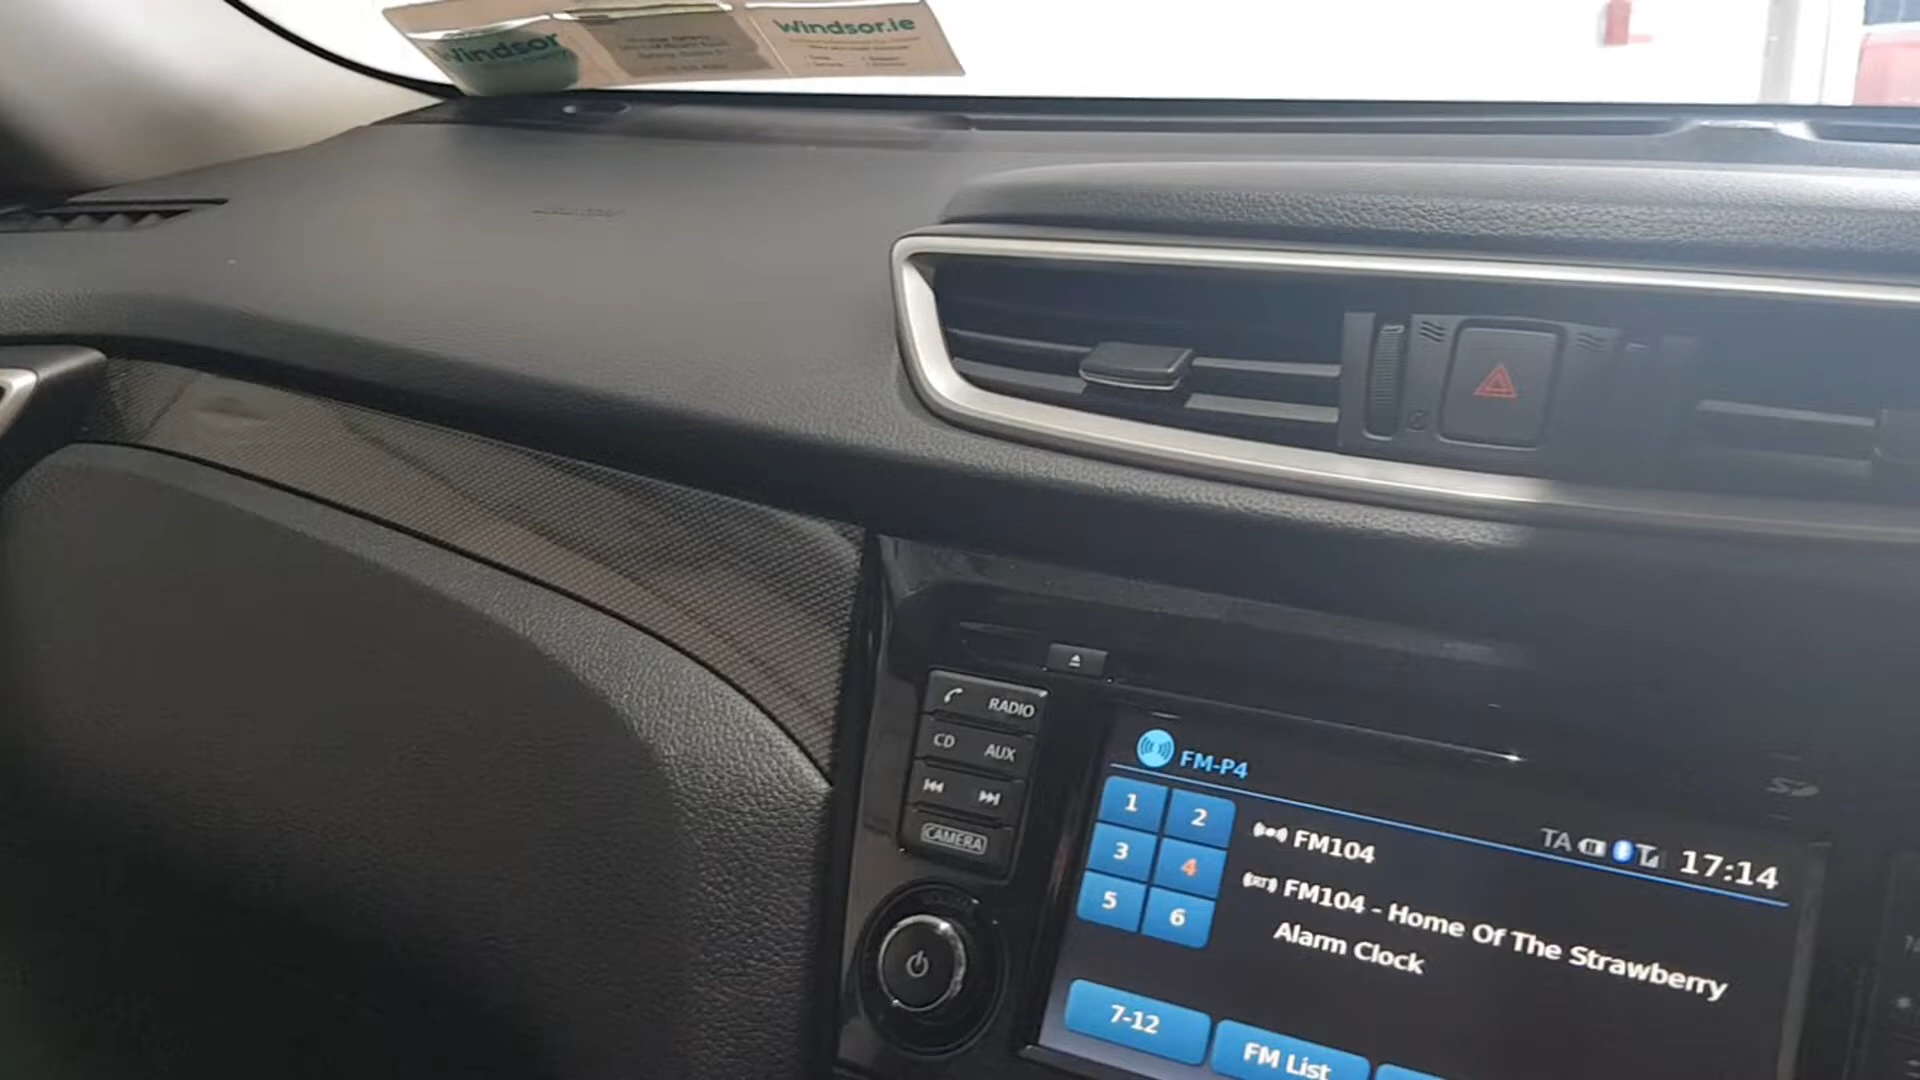 Windsor
Windsor.ie
RADIO
CD AUX
CAMERA
FM-P4
1 2
3 4
5 6
FM104
TA 17:14
FM104 - Home Of The Strawberry
Alarm Clock
7-12
FM List